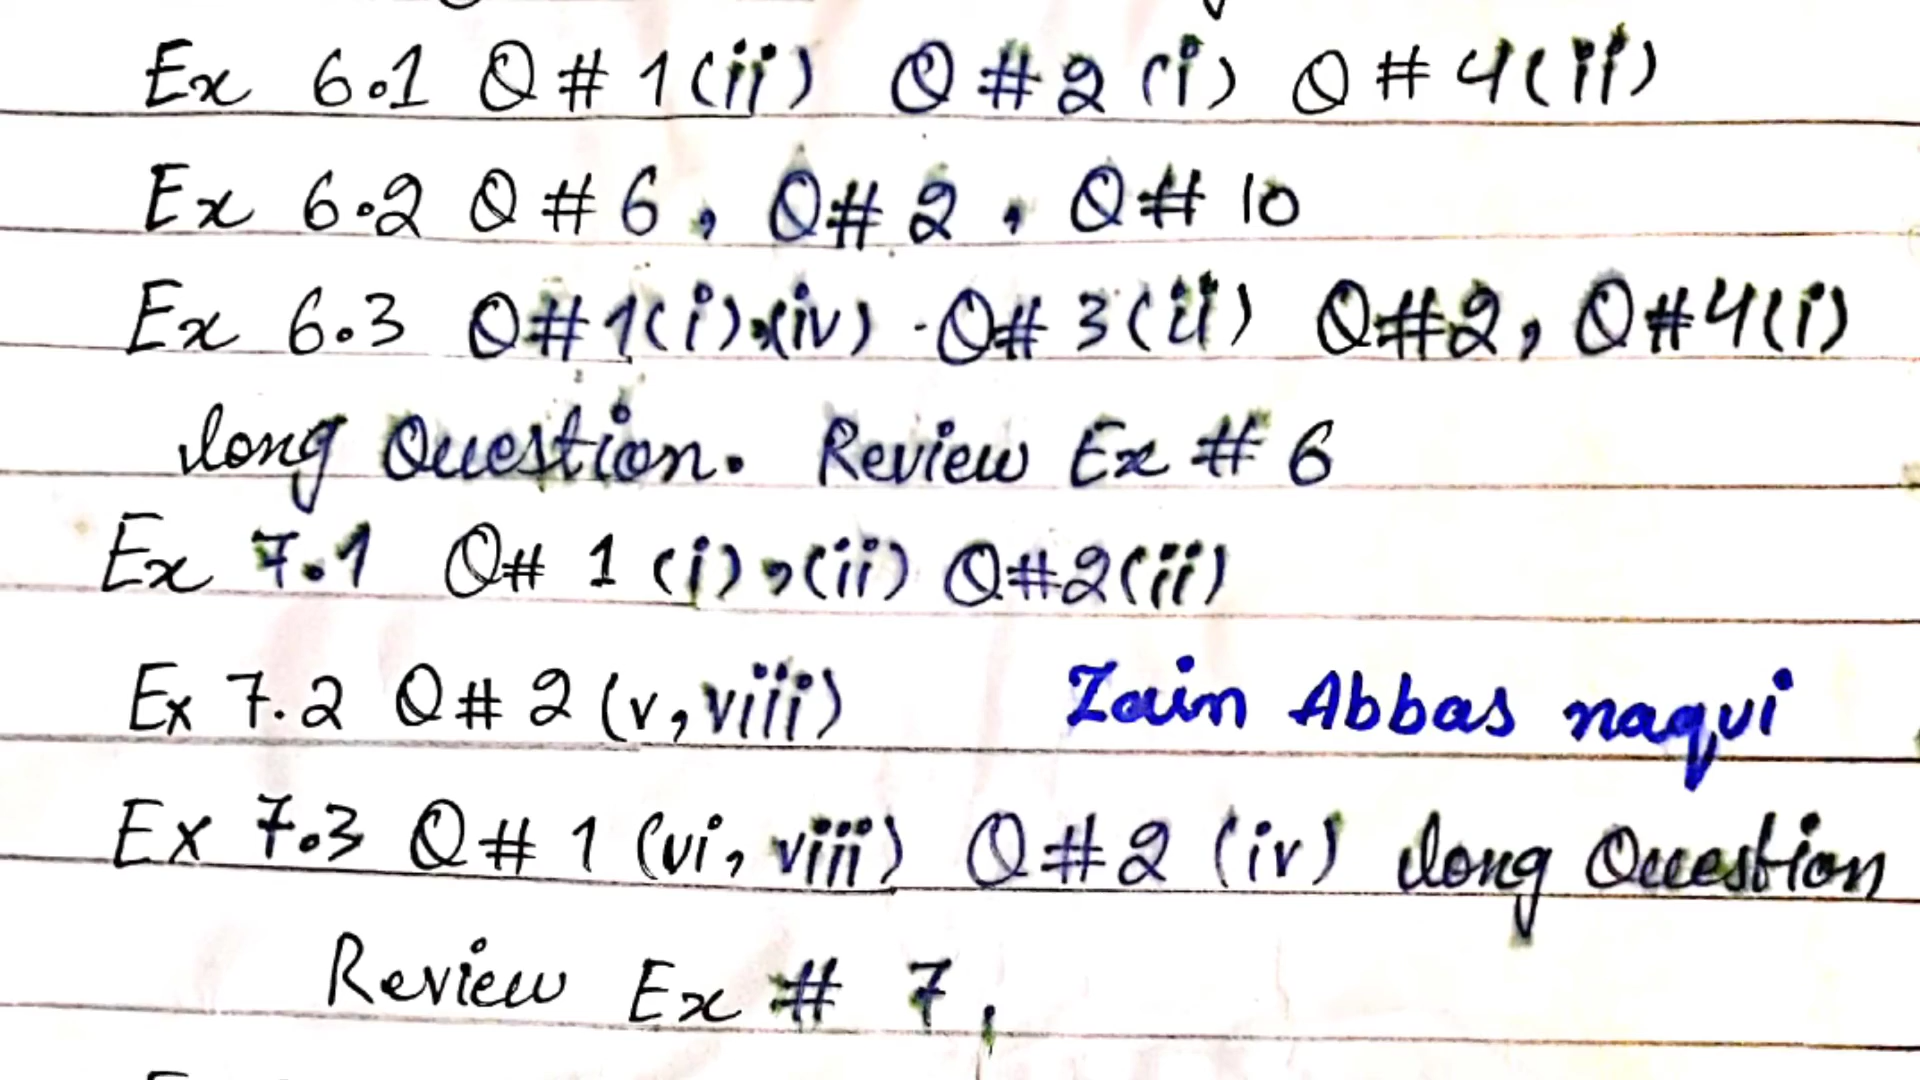 Ex 6.1 Q # 1(ii) Q # 2 (i) Q # 4(ii)
Ex 6.2 Q # 6, Q# 2, Q# 10
Ex 6.3 Q#1(i),(iv) . Q# 3(ii) Q#2, Q#4(i)
long Question. Review Ex # 6
Ex 7.1 Q# 1 (i),(ii) Q#2(ii)
Ex 7.2 Q# 2 (v, viii) Zain Abbas naqui
Ex 7.3 Q# 1 (vi, viii) Q#2 (iv) long Question
Review Ex # 7,